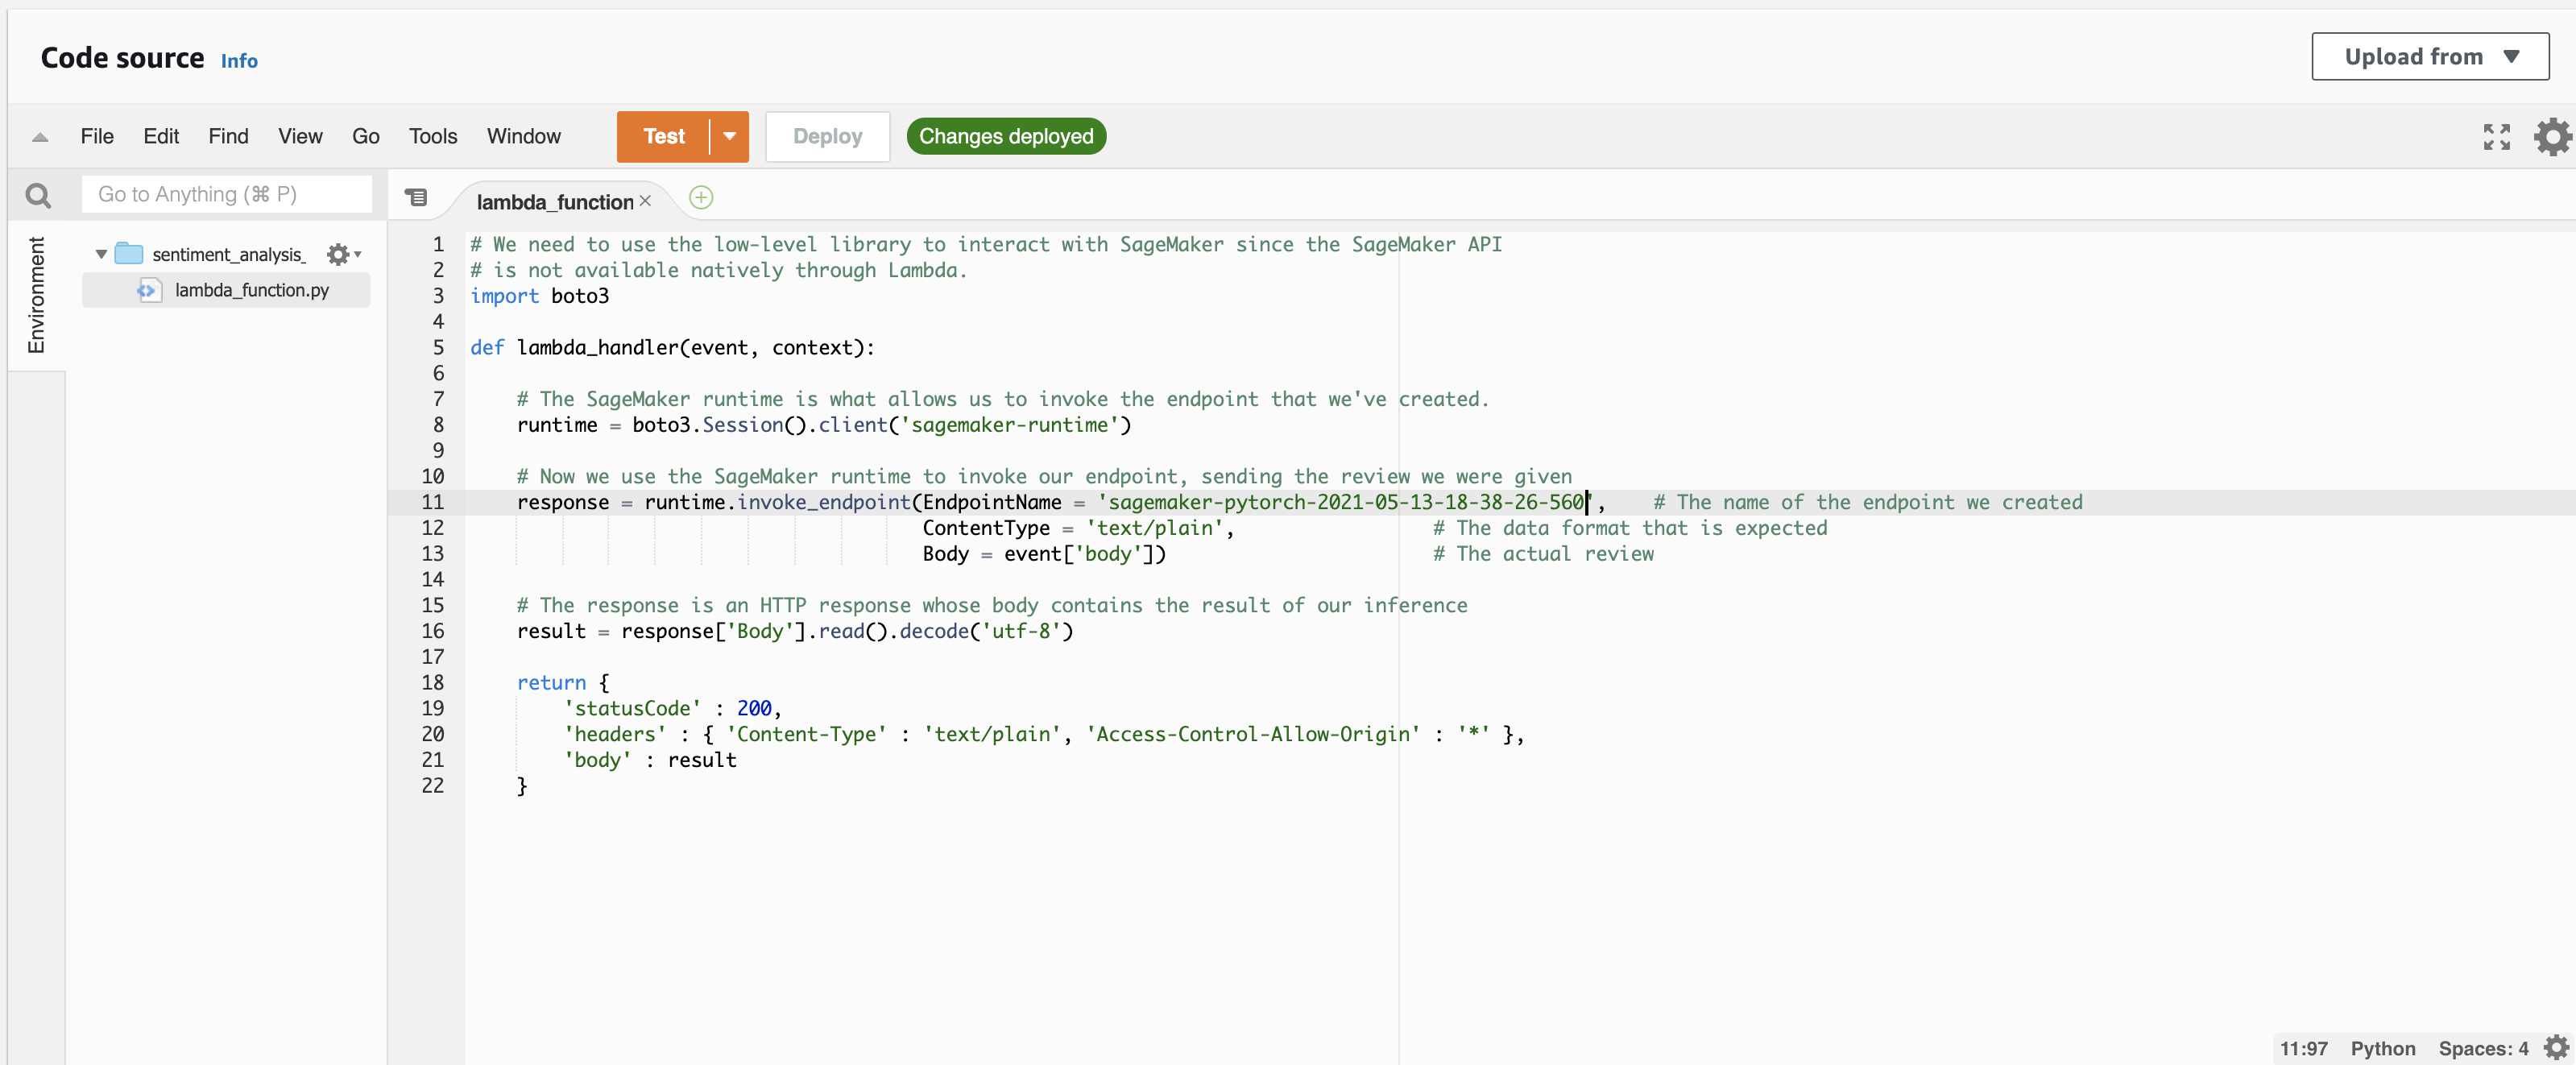 Code source Info
Upload from
File Edit Find View Go Tools Window Test Deploy Changes deployed
Go to Anything (⌘ P)
lambda_function
Environment
sentiment_analysis_
lambda_function.py
1 # We need to use the low-level library to interact with SageMaker since the SageMaker API
2 # is not available natively through Lambda.
3 import boto3
4
5 def lambda_handler(event, context):
6
7 # The SageMaker runtime is what allows us to invoke the endpoint that we've created.
8 runtime = boto3.Session().client('sagemaker-runtime')
9
10 # Now we use the SageMaker runtime to invoke our endpoint, sending the review we were given
11 response = runtime.invoke_endpoint(EndpointName = 'sagemaker-pytorch-2021-05-13-18-38-26-560', # The name of the endpoint we created
12 ContentType = 'text/plain', # The data format that is expected
13 Body = event['body']) # The actual review
14
15 # The response is an HTTP response whose body contains the result of our inference
16 result = response['Body'].read().decode('utf-8')
17
18 return {
19 'statusCode' : 200,
20 'headers' : { 'Content-Type' : 'text/plain', 'Access-Control-Allow-Origin' : '*' },
21 'body' : result
22 }
11:97 Python Spaces: 4